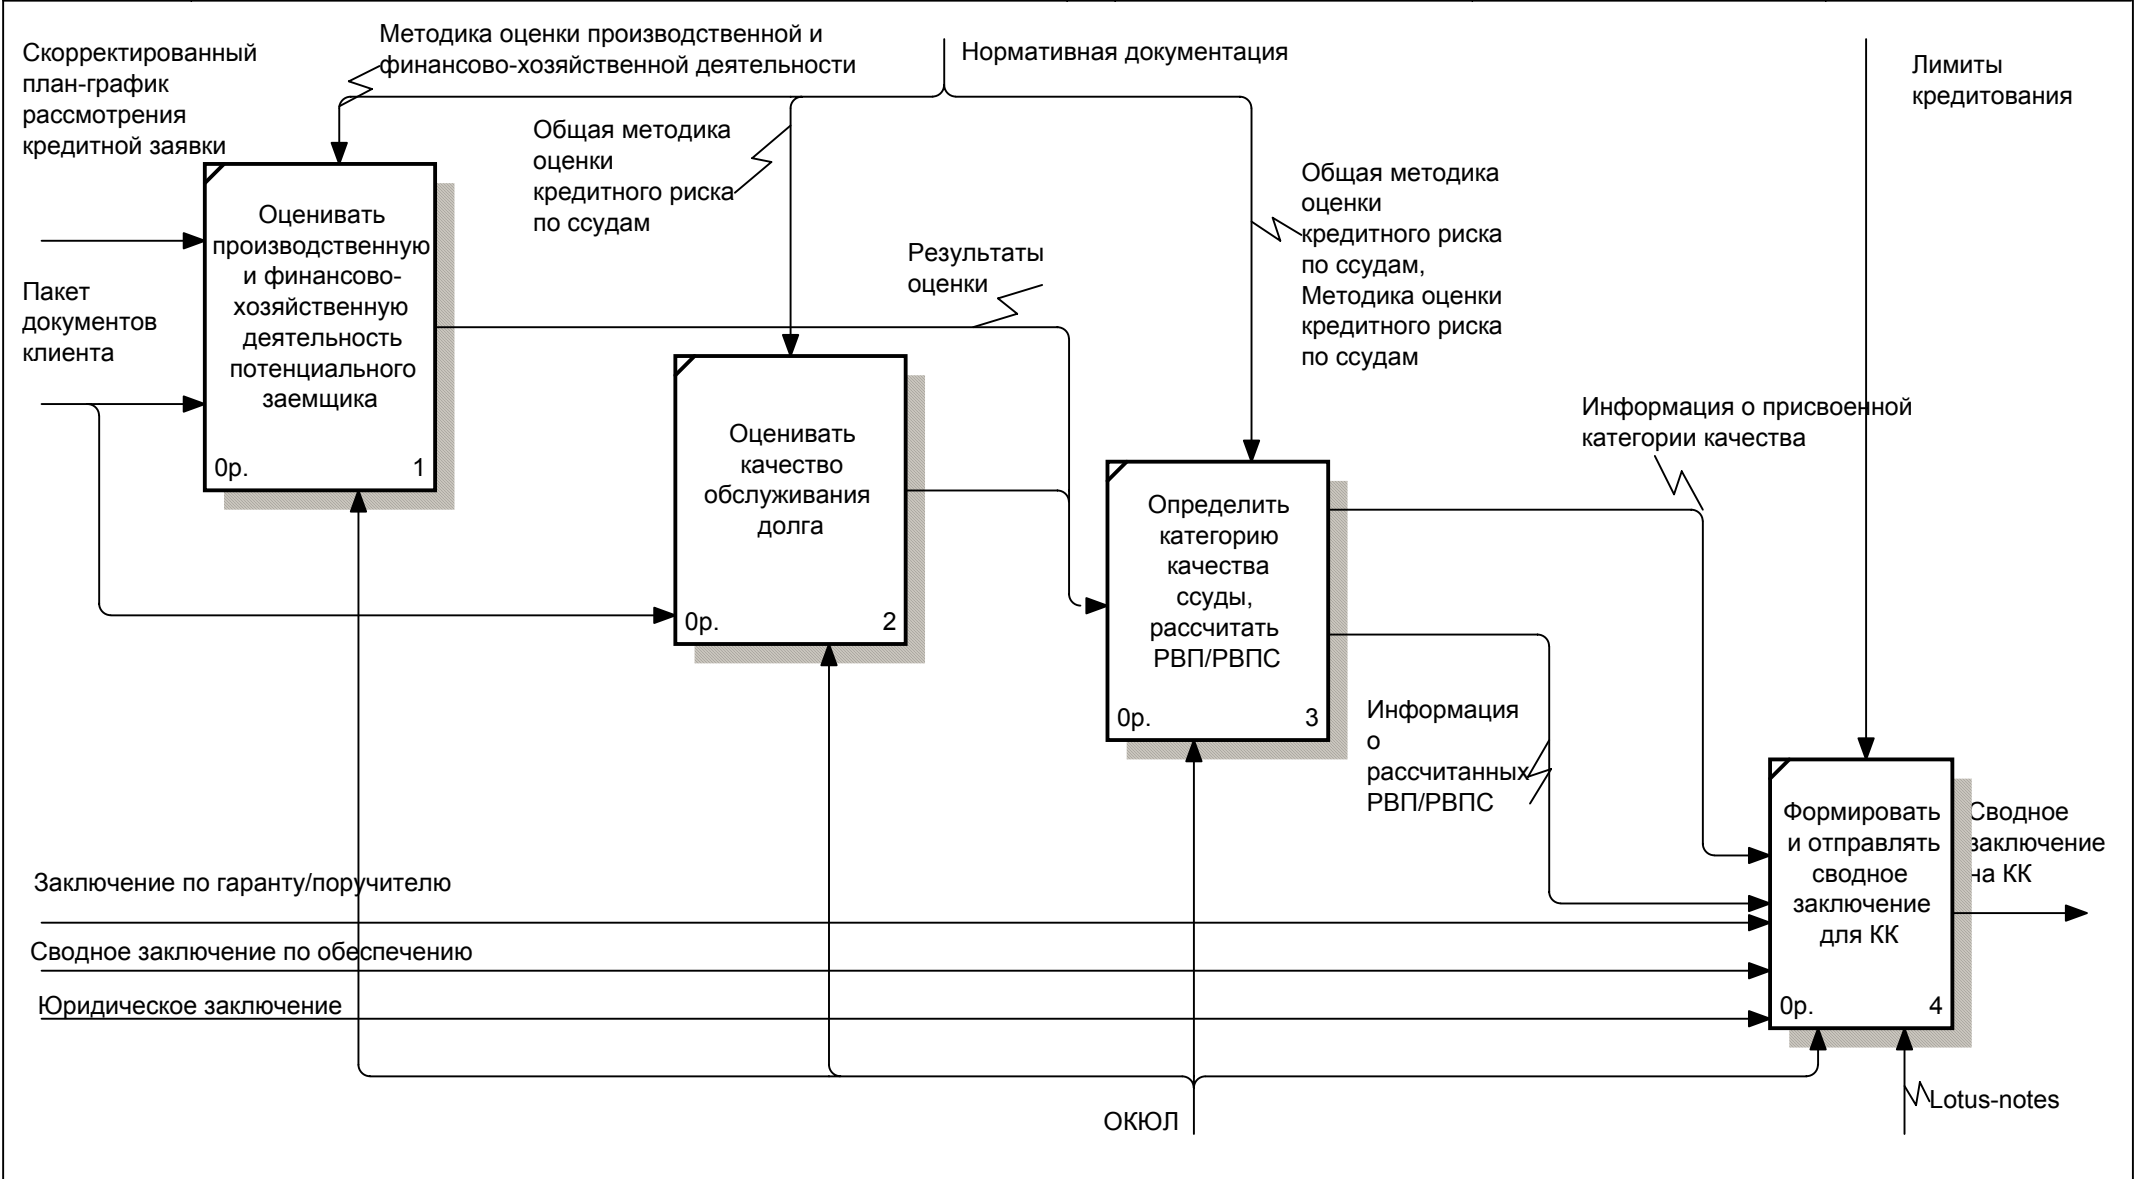 Скорректированный
план-график
рассмотрения
кредитной заявки
Методика оценки производственной и
финансово-хозяйственной деятельности
Нормативная документация
Лимиты
кредитования
Общая методика
оценки
кредитного риска
по ссудам
Общая методика
оценки
кредитного риска
по ссудам,
Методика оценки
кредитного риска
по ссудам
Пакет
документов
клиента
Оценивать
производственную
и финансово-
хозяйственную
деятельность
потенциального
заемщика
0р. 1
Результаты
оценки
Оценивать
качество
обслуживания
долга
0р. 2
Определить
категорию
качества
ссуды,
рассчитать
РВП/РВПС
0р. 3
Информация о присвоенной
категории качества
Информация
о
рассчитанных
РВП/РВПС
Формировать
и отправлять
сводное
заключение
для КК
0р. 4
Сводное
заключение
на КК
Заключение по гаранту/поручителю
Сводное заключение по обеспечению
Юридическое заключение
ОКЮЛ
Lotus-notes